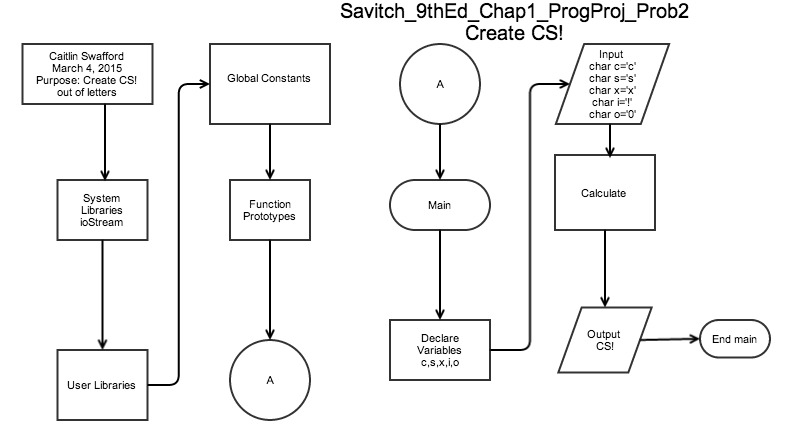 Savitch_9thEd_Chap1_ProgProj_Prob2
Create CS!
Caitlin Swafford
March 4, 2015
Purpose: Create CS!
out of letters
System
Libraries
ioStream
User Libraries
Global Constants
Function
Prototypes
A
A
Main
Declare
Variables
c,s,x,i,o
Input
char c='c'
char s='s'
char x='x'
char i='!'
char o='0'
Calculate
Output
CS!
End main